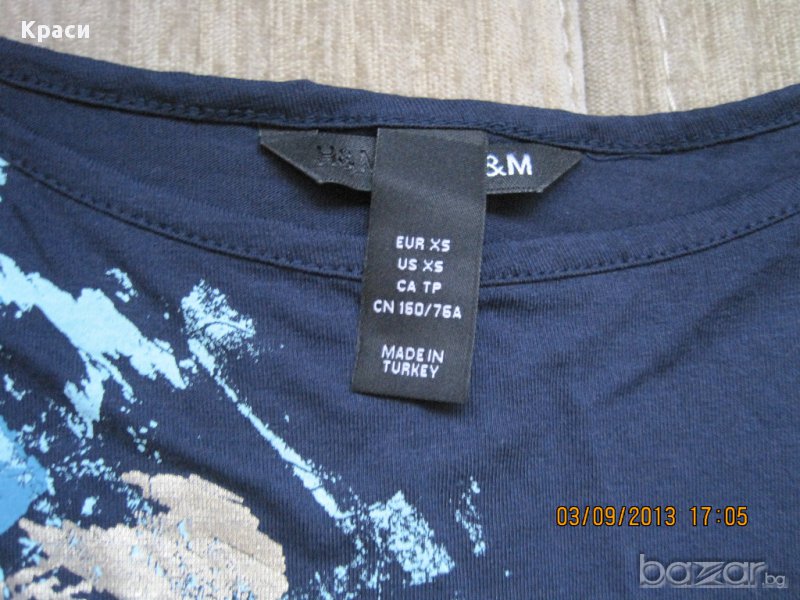 Краси
H&M
&M
EUR XS
US XS
CA TP
CN 160/76A
MADE IN
TURKEY
03/09/2013 17:05
bazar.bg